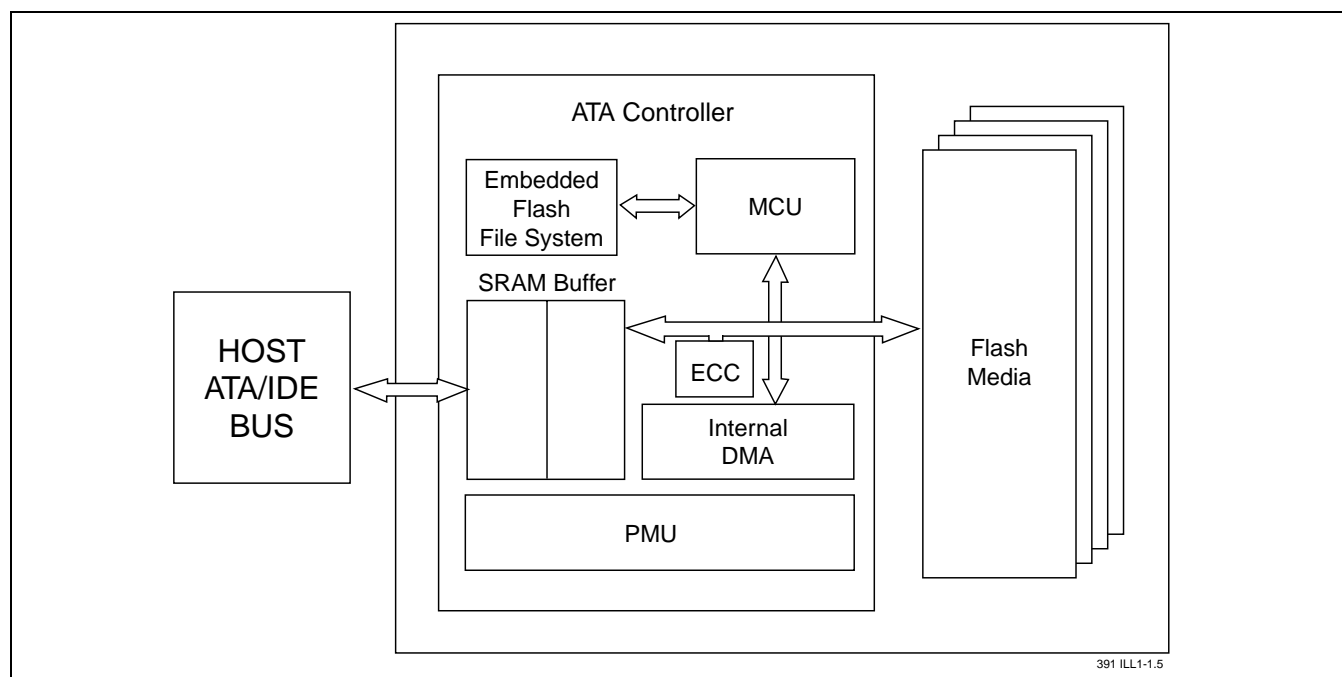 ATA Controller
Embedded
Flash
File System
MCU
SRAM Buffer
HOST
ATA/IDE
BUS
ECC
Flash
Media
Internal
DMA
PMU
391 ILL1-1.5